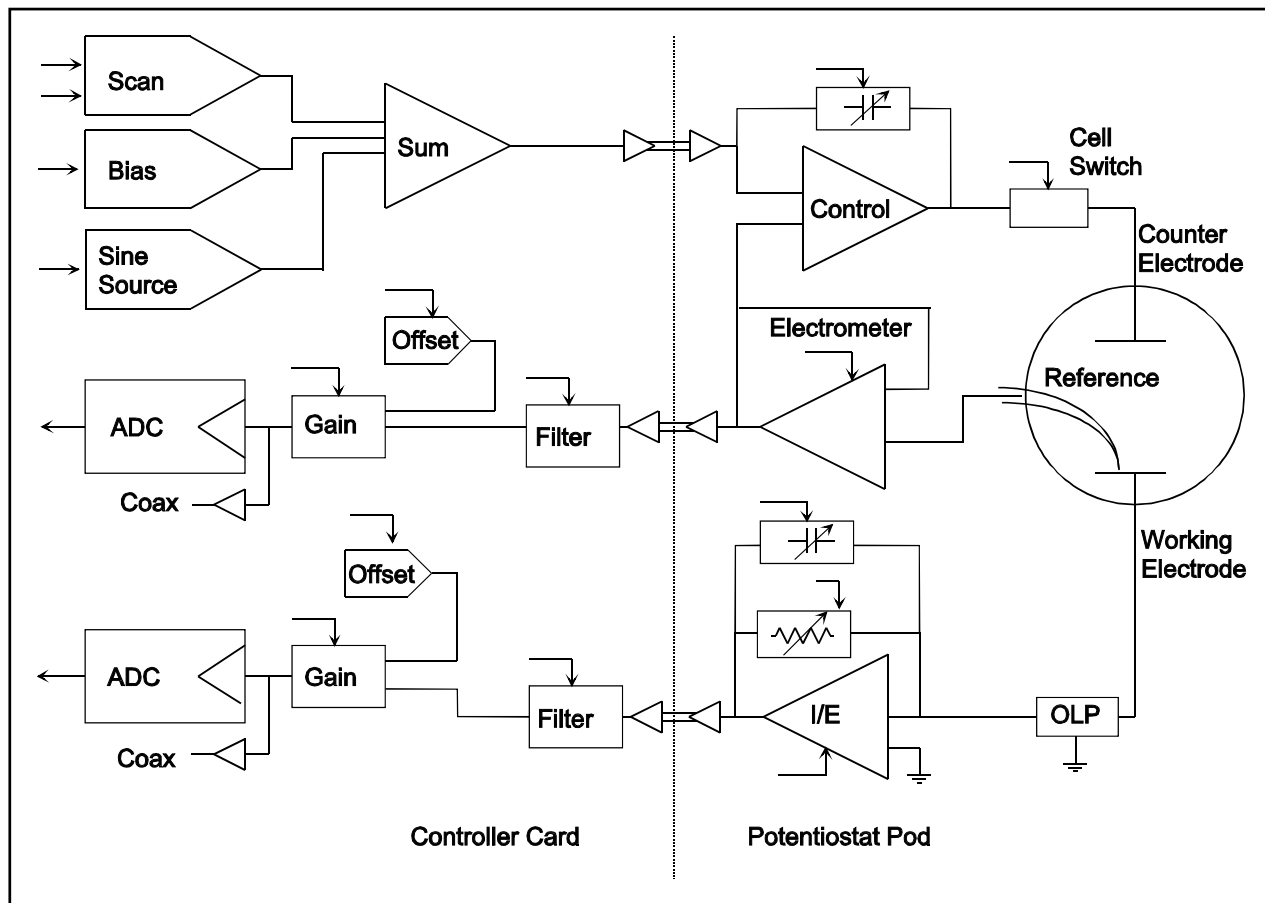 Scan
Bias
Sine
Source
Sum
Control
Cell
Switch
Counter
Electrode
Offset
Electrometer
Reference
ADC
Gain
Filter
Coax
Offset
Working
Electrode
ADC
Gain
Filter
I/E
OLP
Coax
Controller Card
Potentiostat Pod